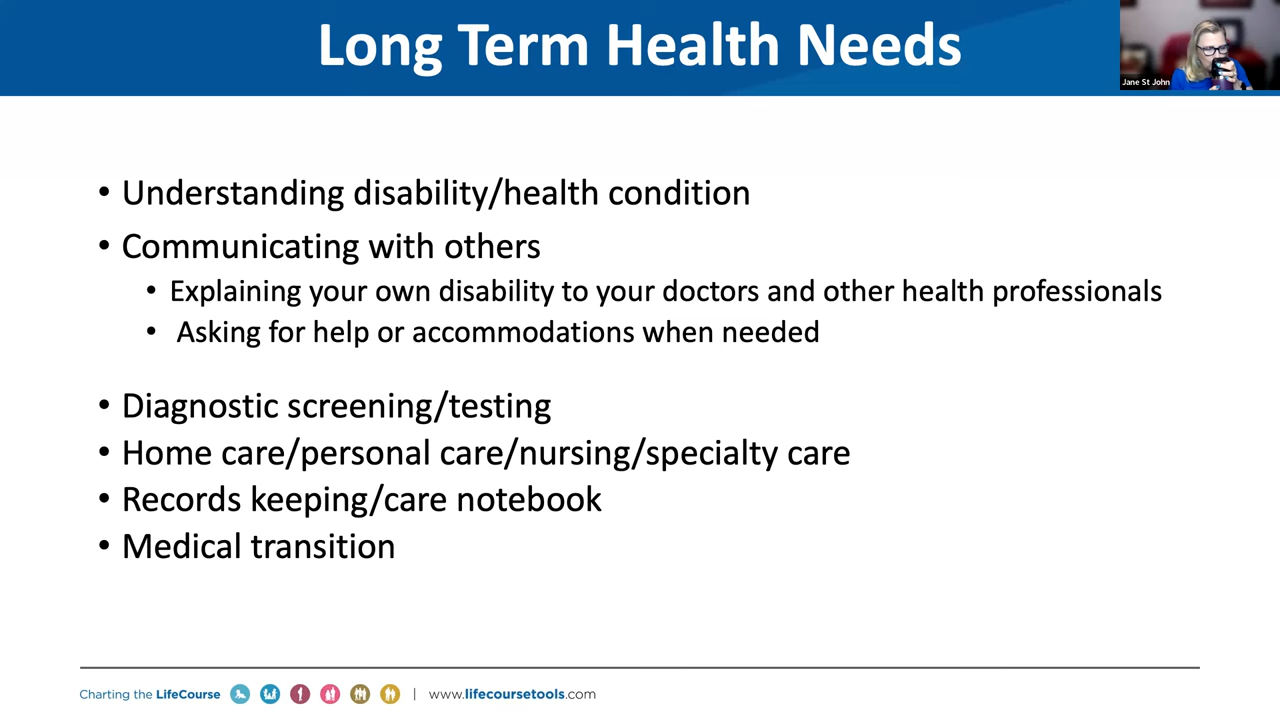 Long Term Health Needs
Jane St John
• Understanding disability/health condition
• Communicating with others
• Explaining your own disability to your doctors and other health professionals
• Asking for help or accommodations when needed
• Diagnostic screening/testing
• Home care/personal care/nursing/specialty care
• Records keeping/care notebook
• Medical transition
Charting the LifeCourse | www.lifecoursetools.com